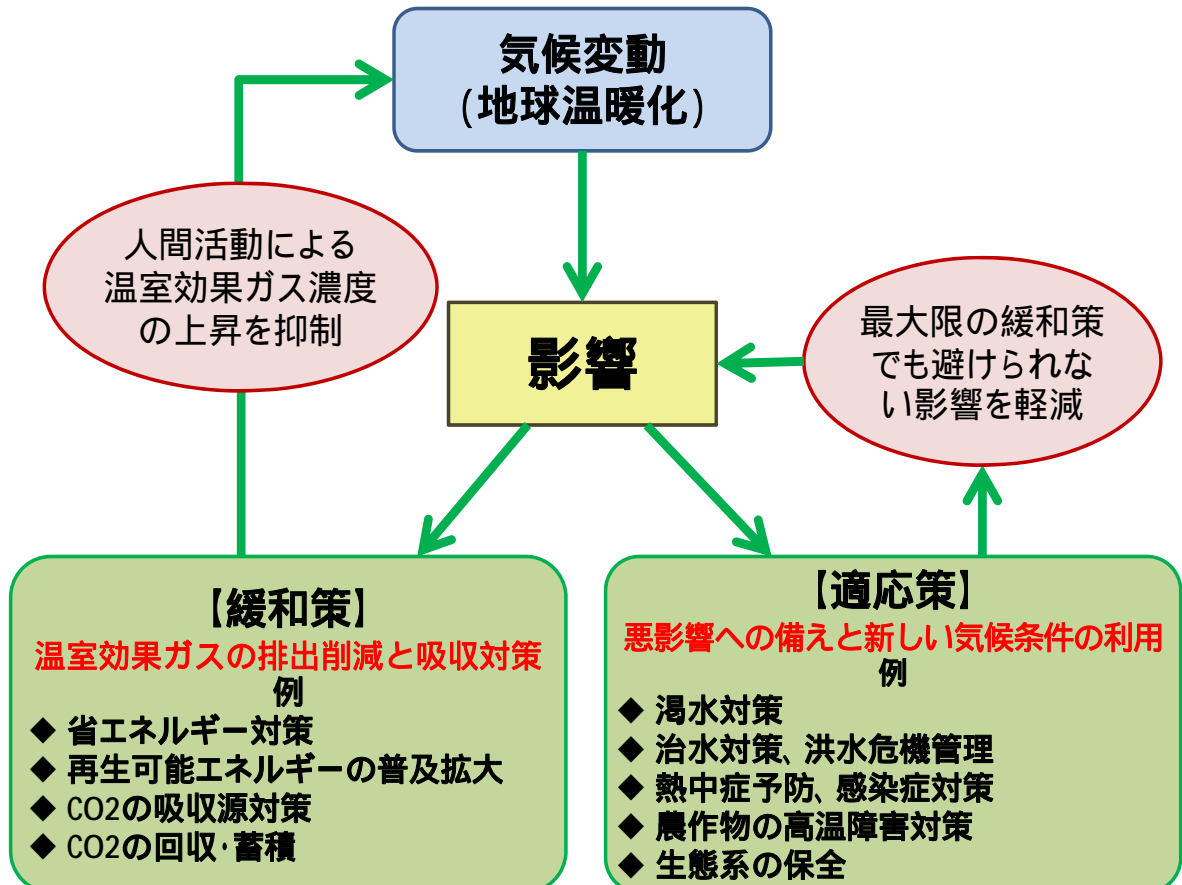 気候変動
(地球温暖化)
人間活動による
温室効果ガス濃度
の上昇を抑制
影響
最大限の緩和策
でも避けられな
い影響を軽減
【緩和策】
温室効果ガスの排出削減と吸収対策
例
◆ 省エネルギー対策
◆ 再生可能エネルギーの普及拡大
◆ CO2の吸収源対策
◆ CO2の回収・蓄積
【適応策】
悪影響への備えと新しい気候条件の利用
例
◆ 渇水対策
◆ 治水対策、洪水危機管理
◆ 熱中症予防、感染症対策
◆ 農作物の高温障害対策
◆ 生態系の保全